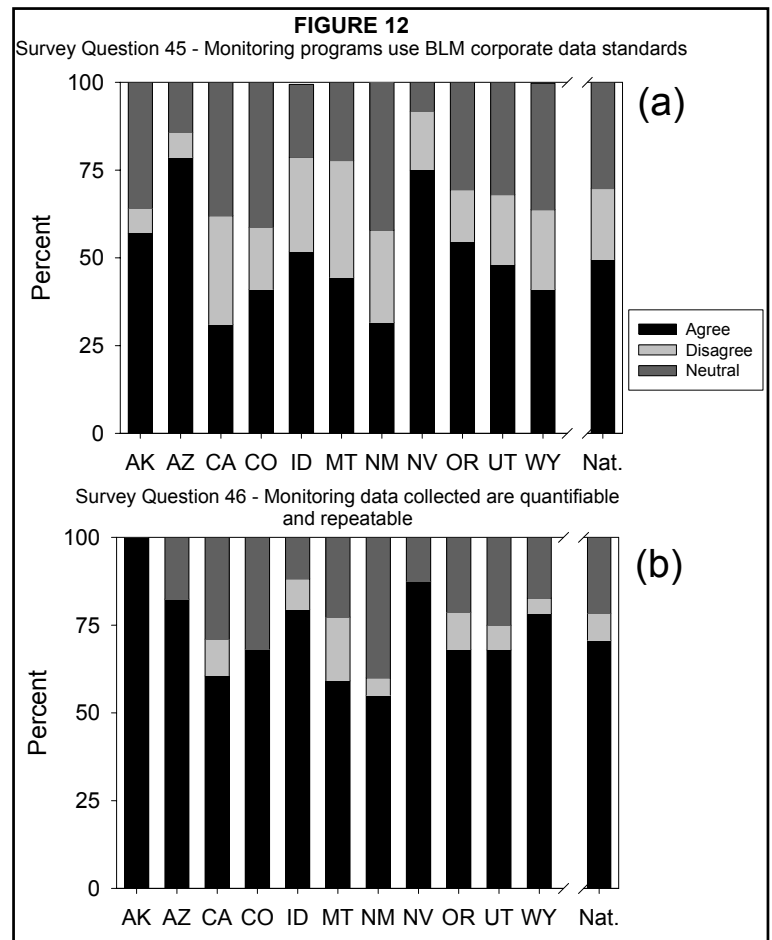 FIGURE 12
Survey Question 45 - Monitoring programs use BLM corporate data standards
(a)
100
75
50
25
0
Percent
AK AZ CA CO ID MT NM NV OR UT WY Nat.
Agree
Disagree
Neutral
Survey Question 46 - Monitoring data collected are quantifiable
and repeatable
(b)
100
75
50
25
0
Percent
AK AZ CA CO ID MT NM NV OR UT WY Nat.